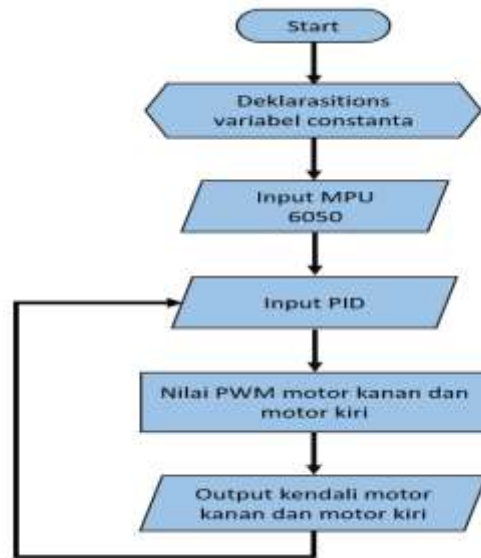 Start
Deklarasitions
variabel constanta
Input MPU
6050
Input PID
Nilai PWM motor kanan dan
motor kiri
Output kendali motor
kanan dan motor kiri